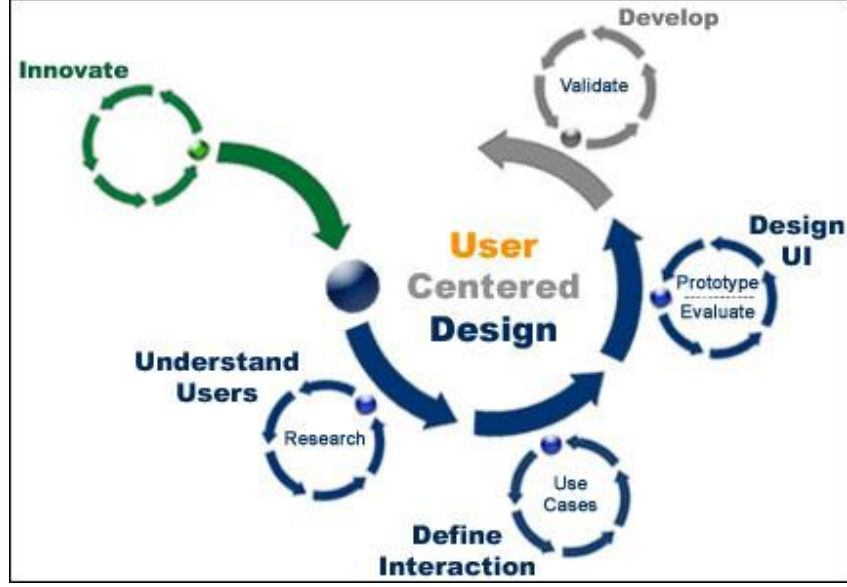 Innovate
User
Centered
Design
Understand
Users
Research
Define
Interaction
Use
Cases
Design
UI
Prototype
Evaluate
Develop
Validate